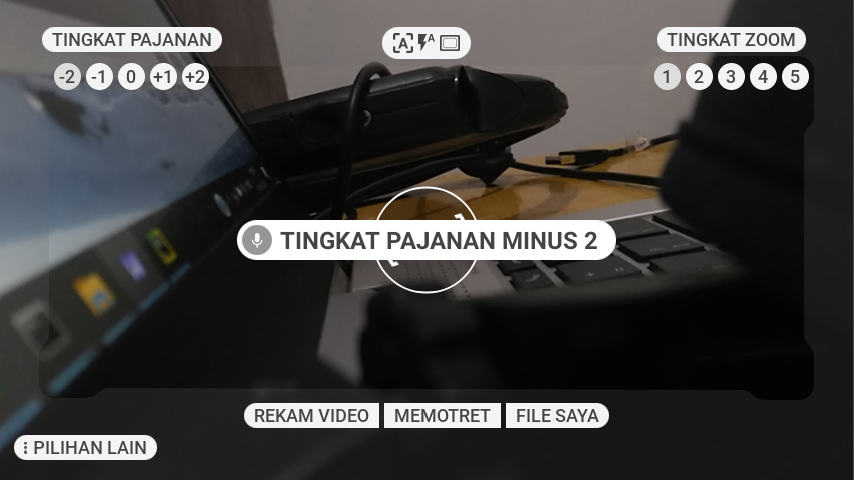 TINGKAT PAJANAN
-2 -1 0 +1 +2
A A
TINGKAT ZOOM
1 2 3 4 5
TINGKAT PAJANAN MINUS 2
REKAM VIDEO MEMOTRET FILE SAYA
PILIHAN LAIN